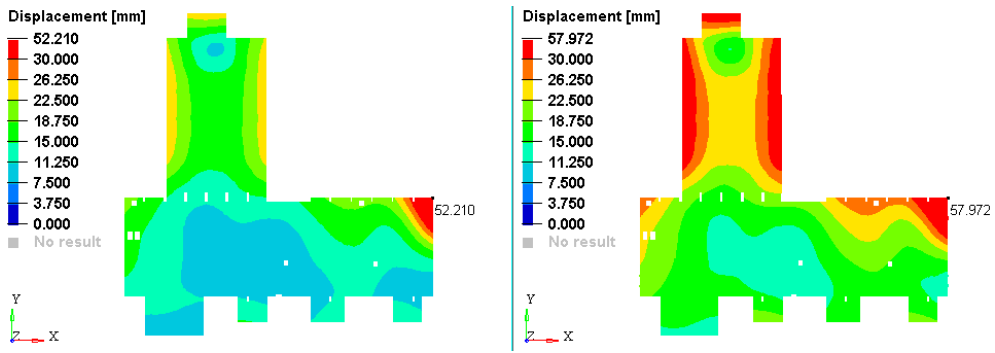 Displacement [mm]
52.210
30.000
26.250
22.500
18.750
15.000
11.250
7.500
3.750
0.000
No result
52.210
Y
Z X
Displacement [mm]
57.972
30.000
26.250
22.500
18.750
15.000
11.250
7.500
3.750
0.000
No result
57.972
Y
Z X